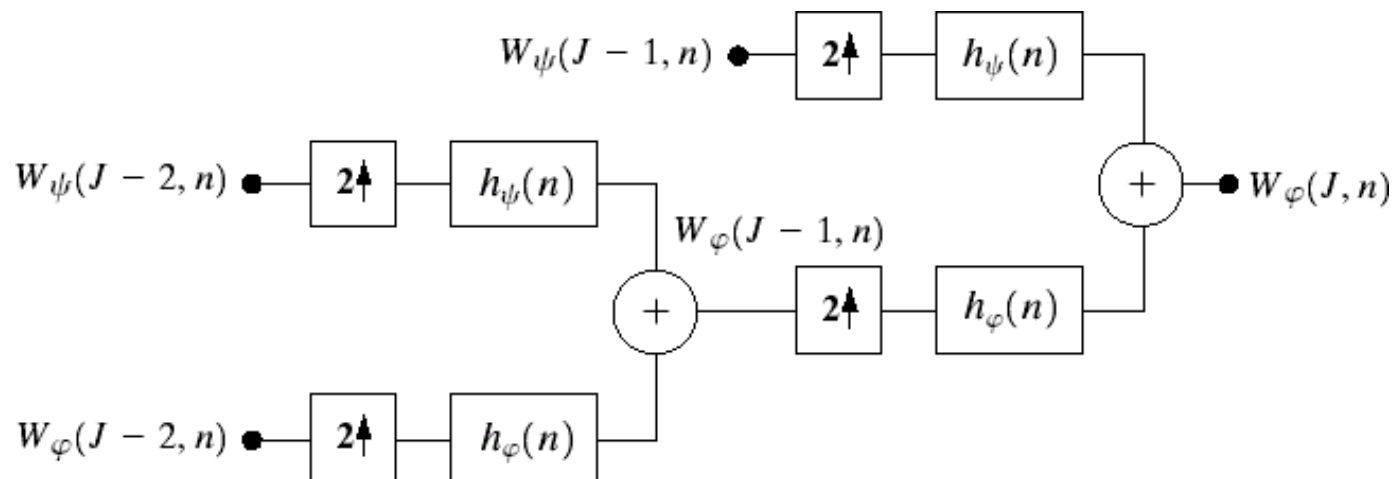 W_ψ(J − 1, n) 2↑ h_ψ(n)
W_ψ(J − 2, n) 2↑ h_ψ(n) + W_φ(J, n)
W_φ(J − 1, n)
+ 2↑ h_φ(n)
W_φ(J − 2, n) 2↑ h_φ(n)